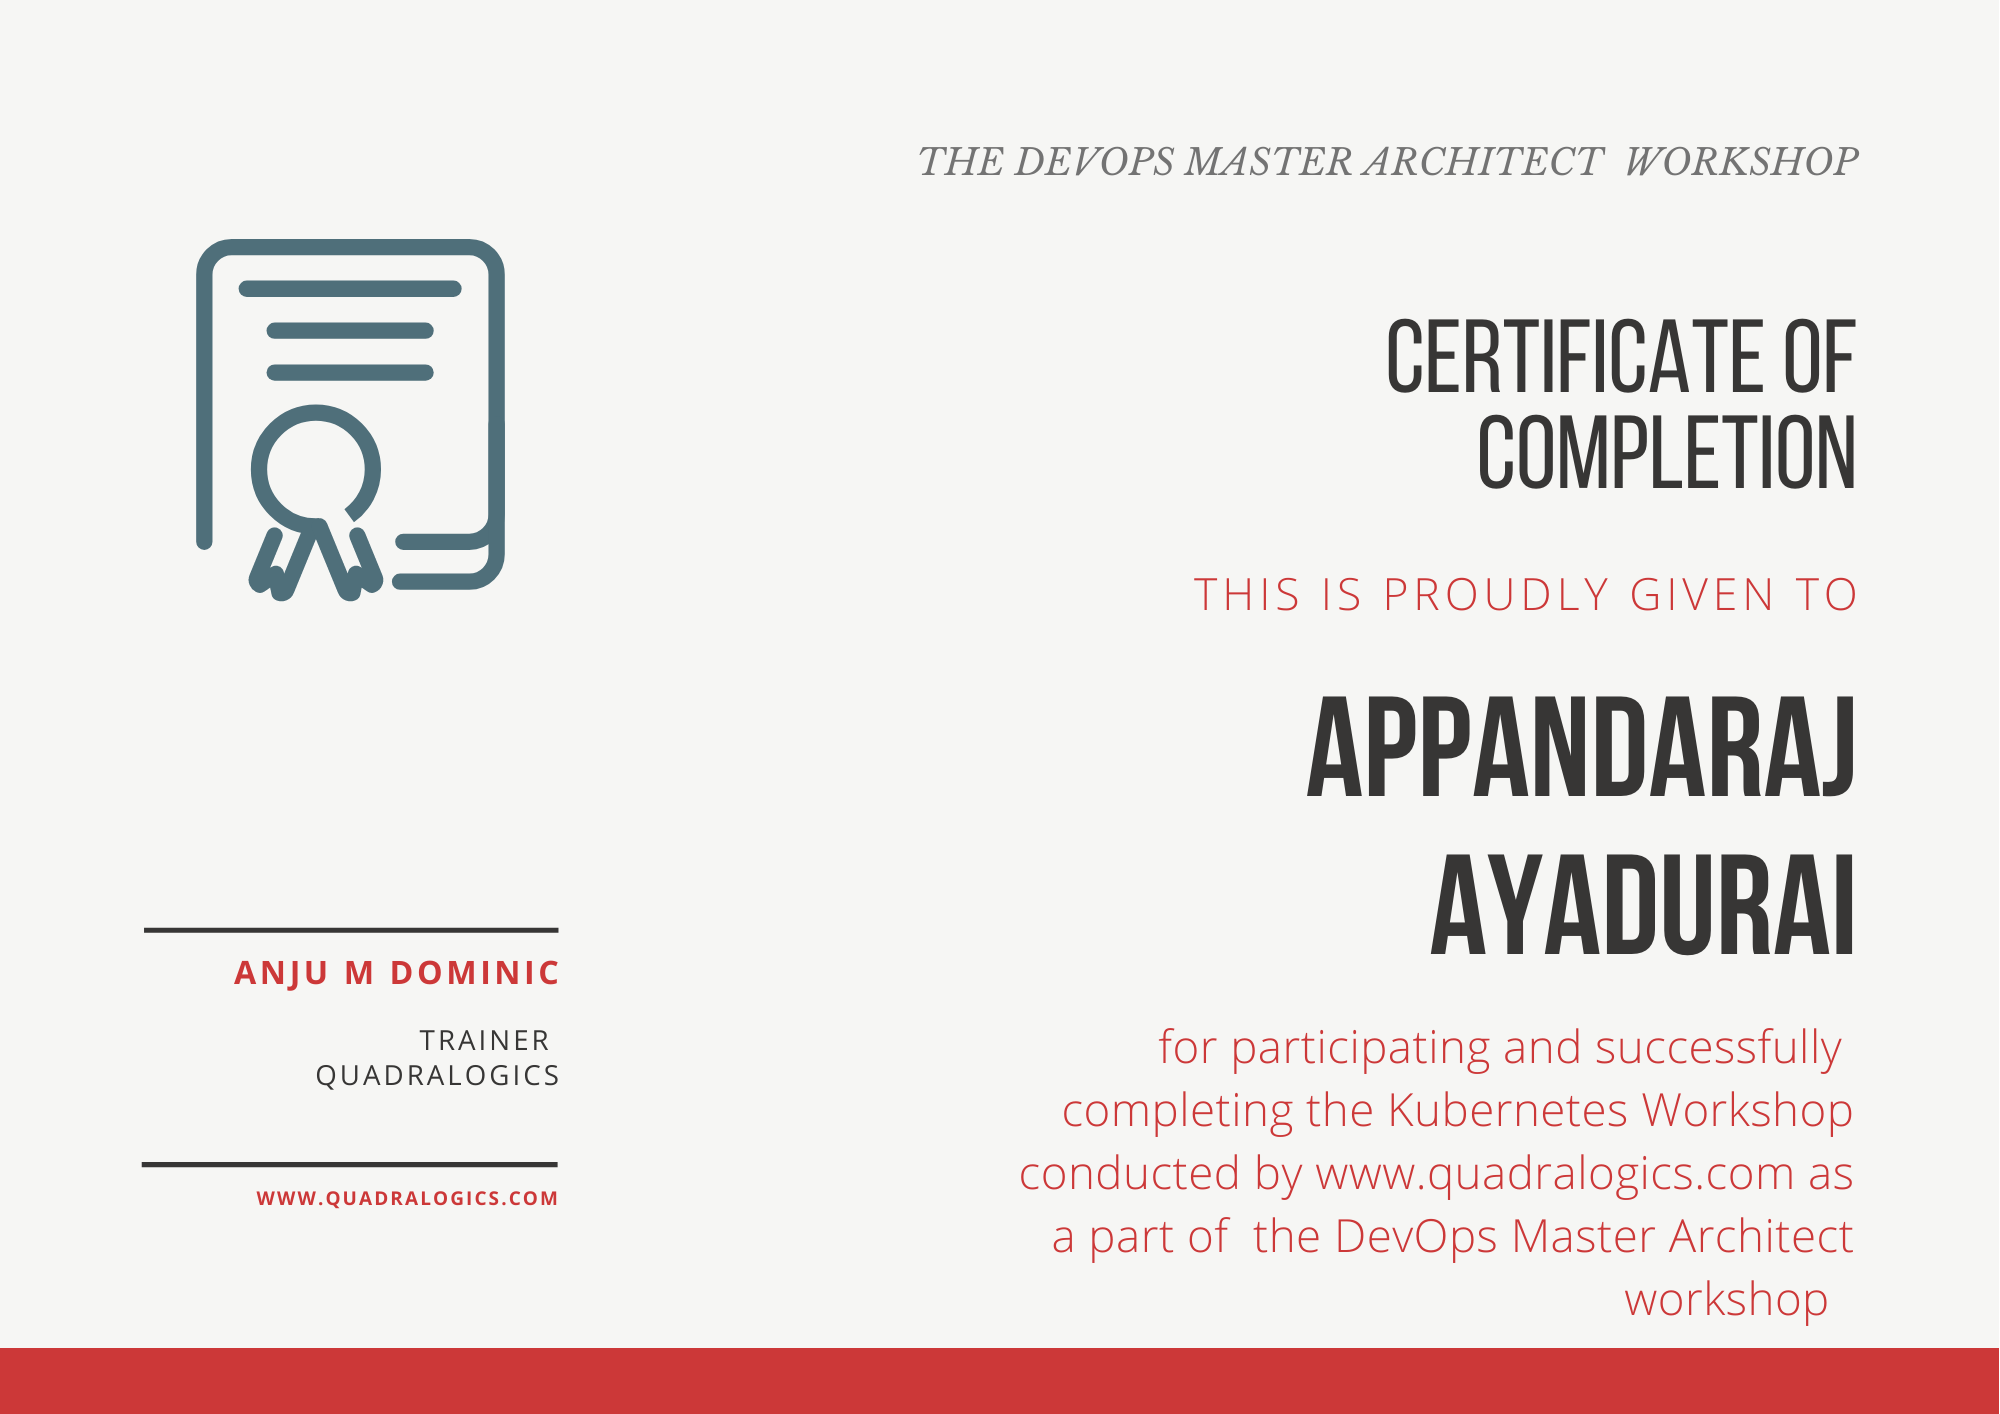 THE DEVOPS MASTER ARCHITECT WORKSHOP
CERTIFICATE OF
COMPLETION
THIS IS PROUDLY GIVEN TO
APPANDARAJ
AYADURAI
for participating and successfully
completing the Kubernetes Workshop
conducted by www.quadralogics.com as
a part of the DevOps Master Architect
workshop
ANJU M DOMINIC
TRAINER
QUADRALOGICS
WWW.QUADRALOGICS.COM